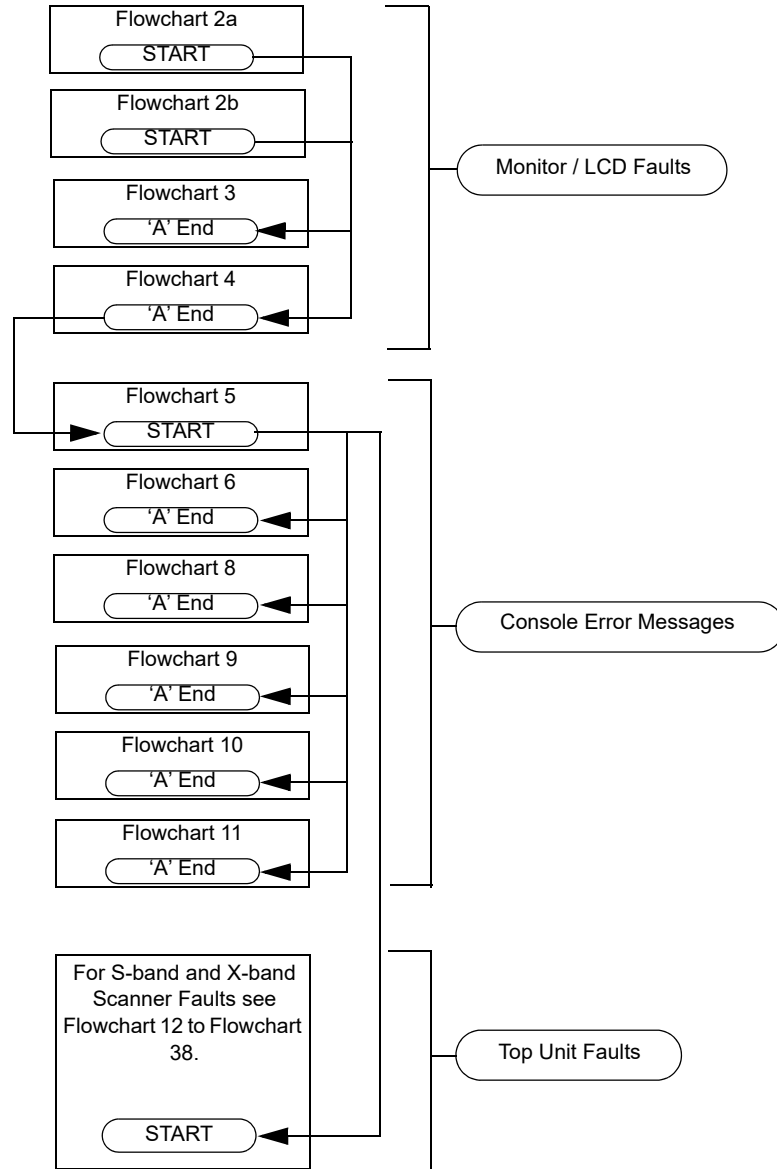 Flowchart 2a
START
Flowchart 2b
START
Flowchart 3
‘A’ End
Flowchart 4
‘A’ End
Monitor / LCD Faults
Flowchart 5
START
Flowchart 6
‘A’ End
Flowchart 8
‘A’ End
Flowchart 9
‘A’ End
Flowchart 10
‘A’ End
Flowchart 11
‘A’ End
Console Error Messages
For S-band and X-band
Scanner Faults see
Flowchart 12 to Flowchart
38.
START
Top Unit Faults